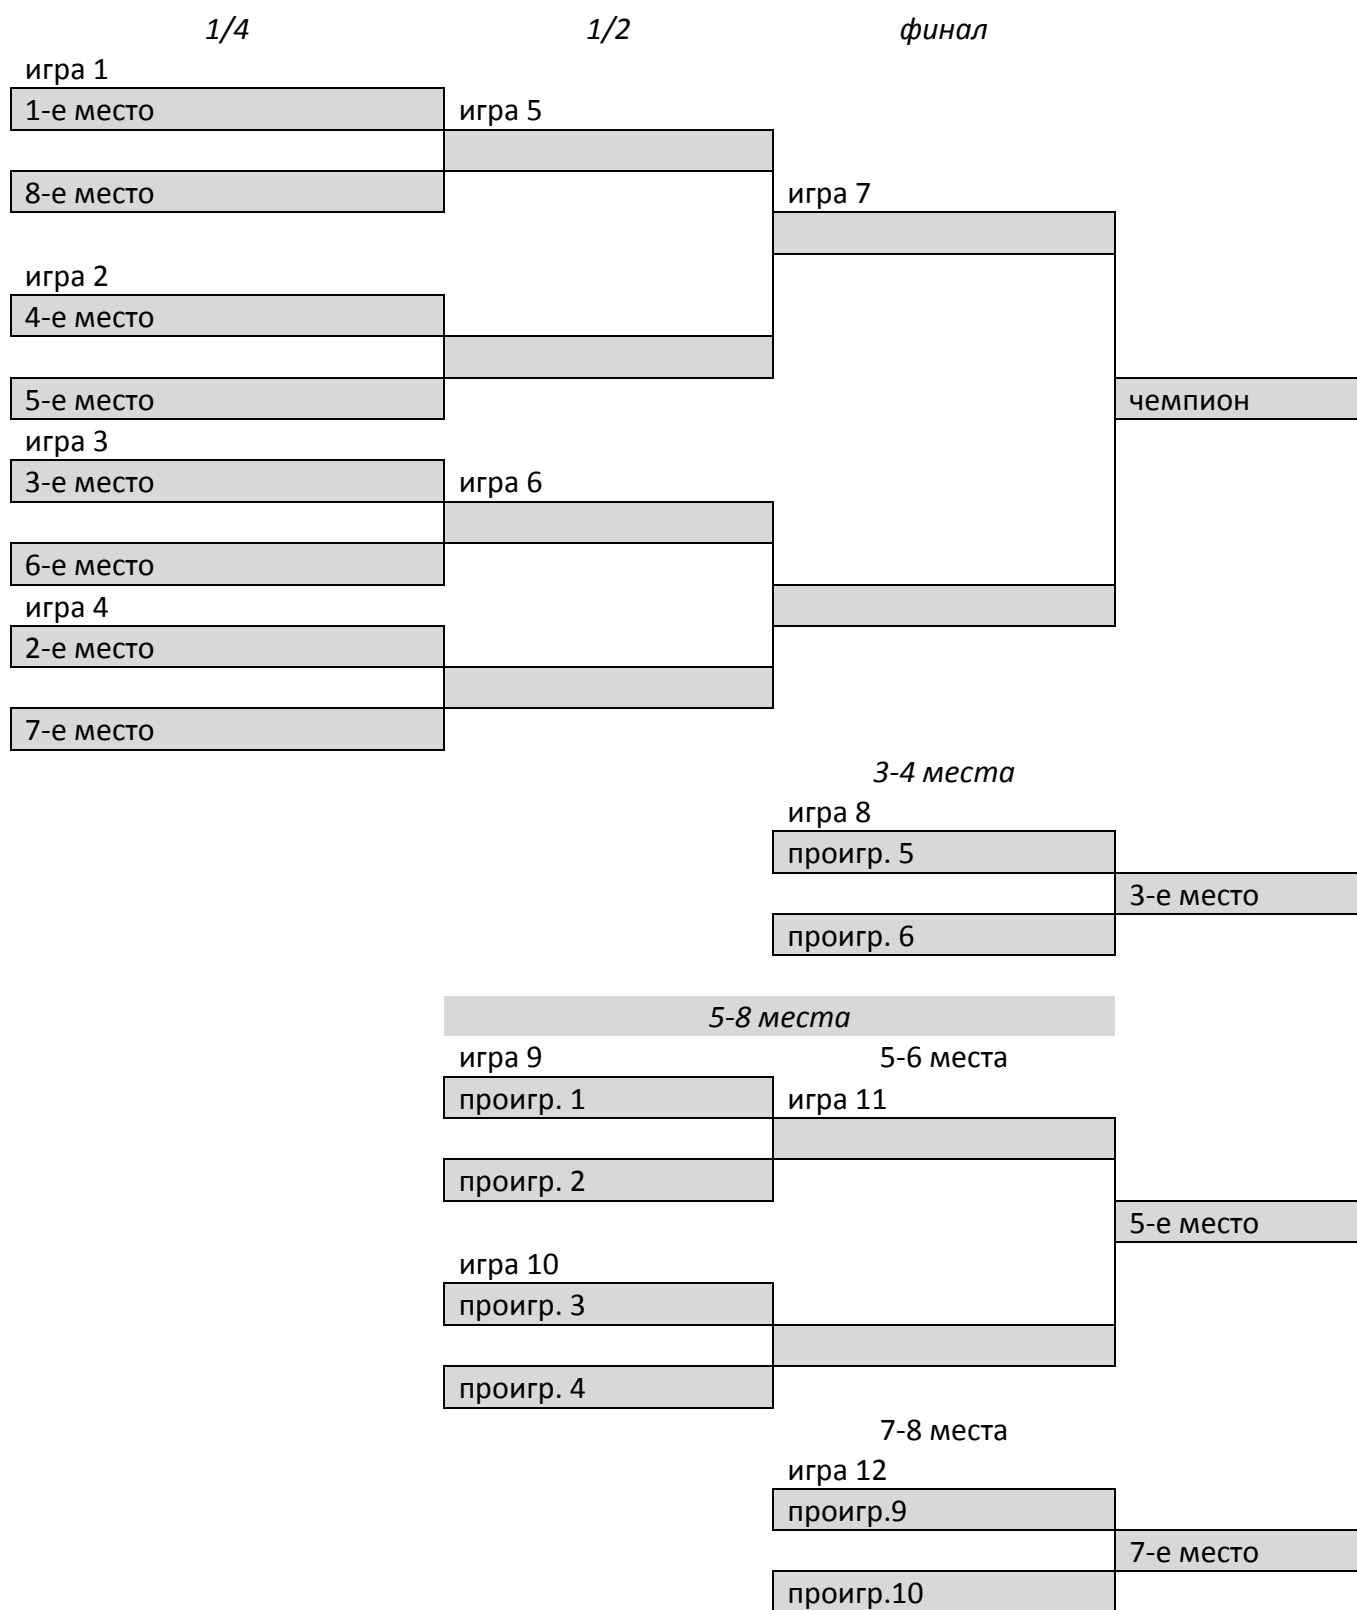 1/4 1/2 финал
игра 1
1-е место игра 5
8-е место игра 7
игра 2
4-е место
5-е место чемпион
игра 3
3-е место игра 6
6-е место
игра 4
2-е место
7-е место
3-4 места
игра 8
проигр. 5
3-е место
проигр. 6
5-8 места
игра 9 5-6 места
проигр. 1 игра 11
проигр. 2
5-е место
игра 10
проигр. 3
проигр. 4
7-8 места
игра 12
проигр.9
7-е место
проигр.10